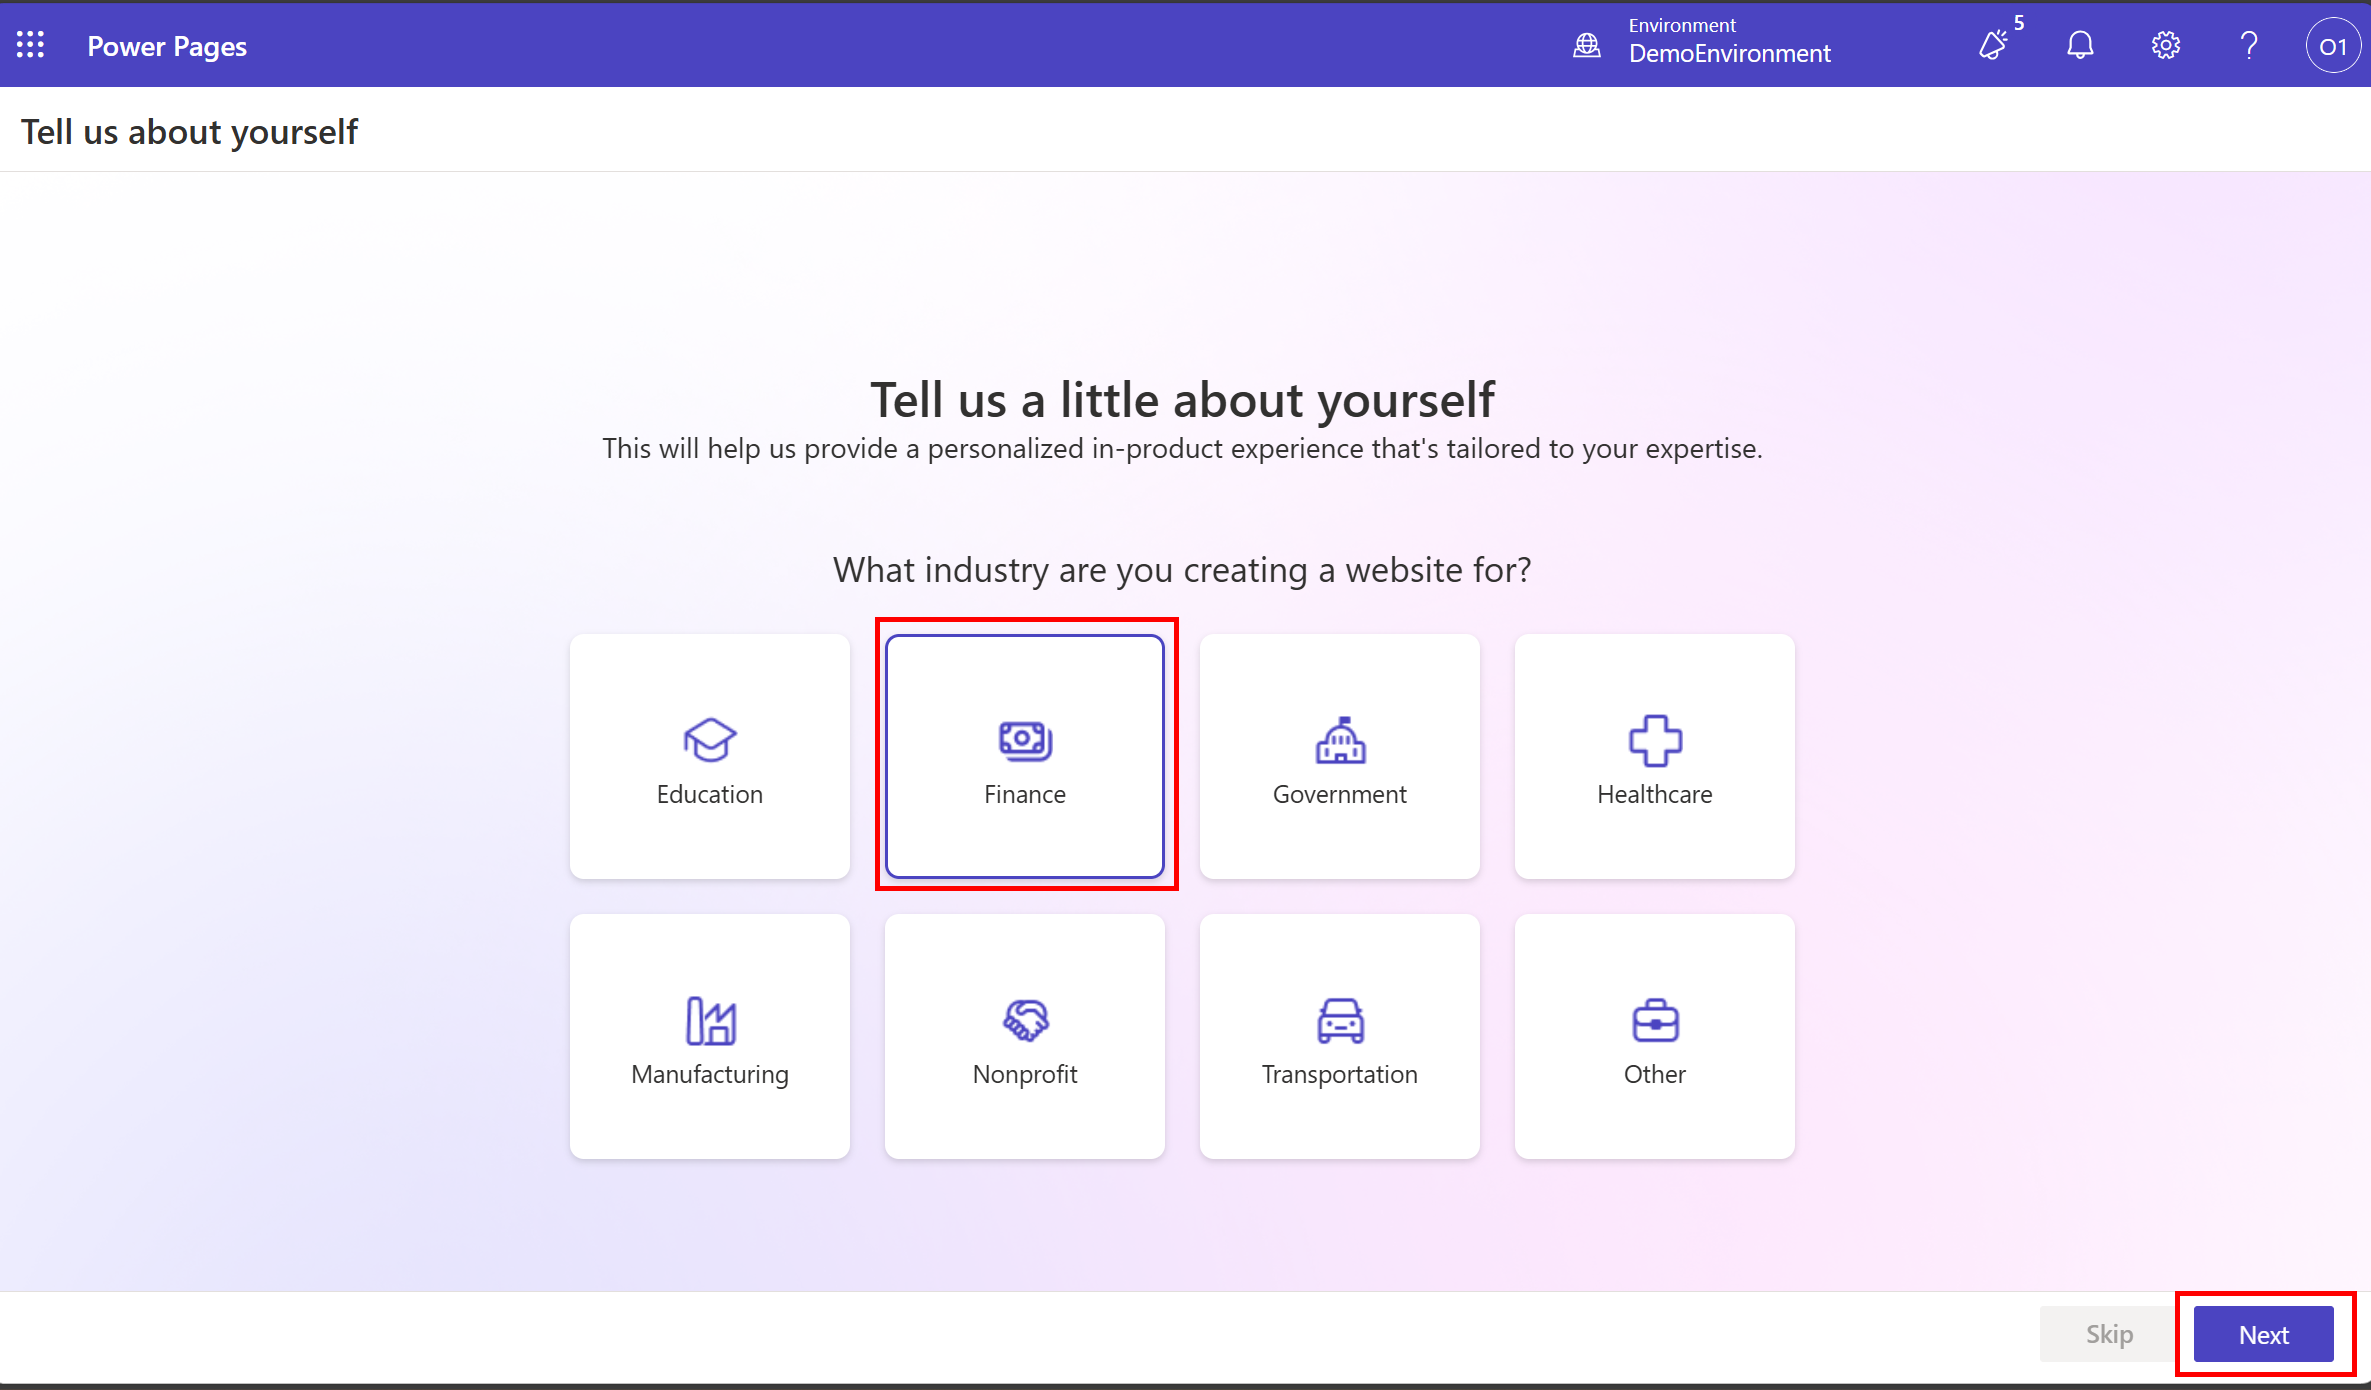 Power Pages
Environment
DemoEnvironment
5
?
O1
Tell us about yourself
Tell us a little about yourself
This will help us provide a personalized in-product experience that's tailored to your expertise.
What industry are you creating a website for?
Education
Finance
Government
Healthcare
Manufacturing
Nonprofit
Transportation
Other
Skip
Next